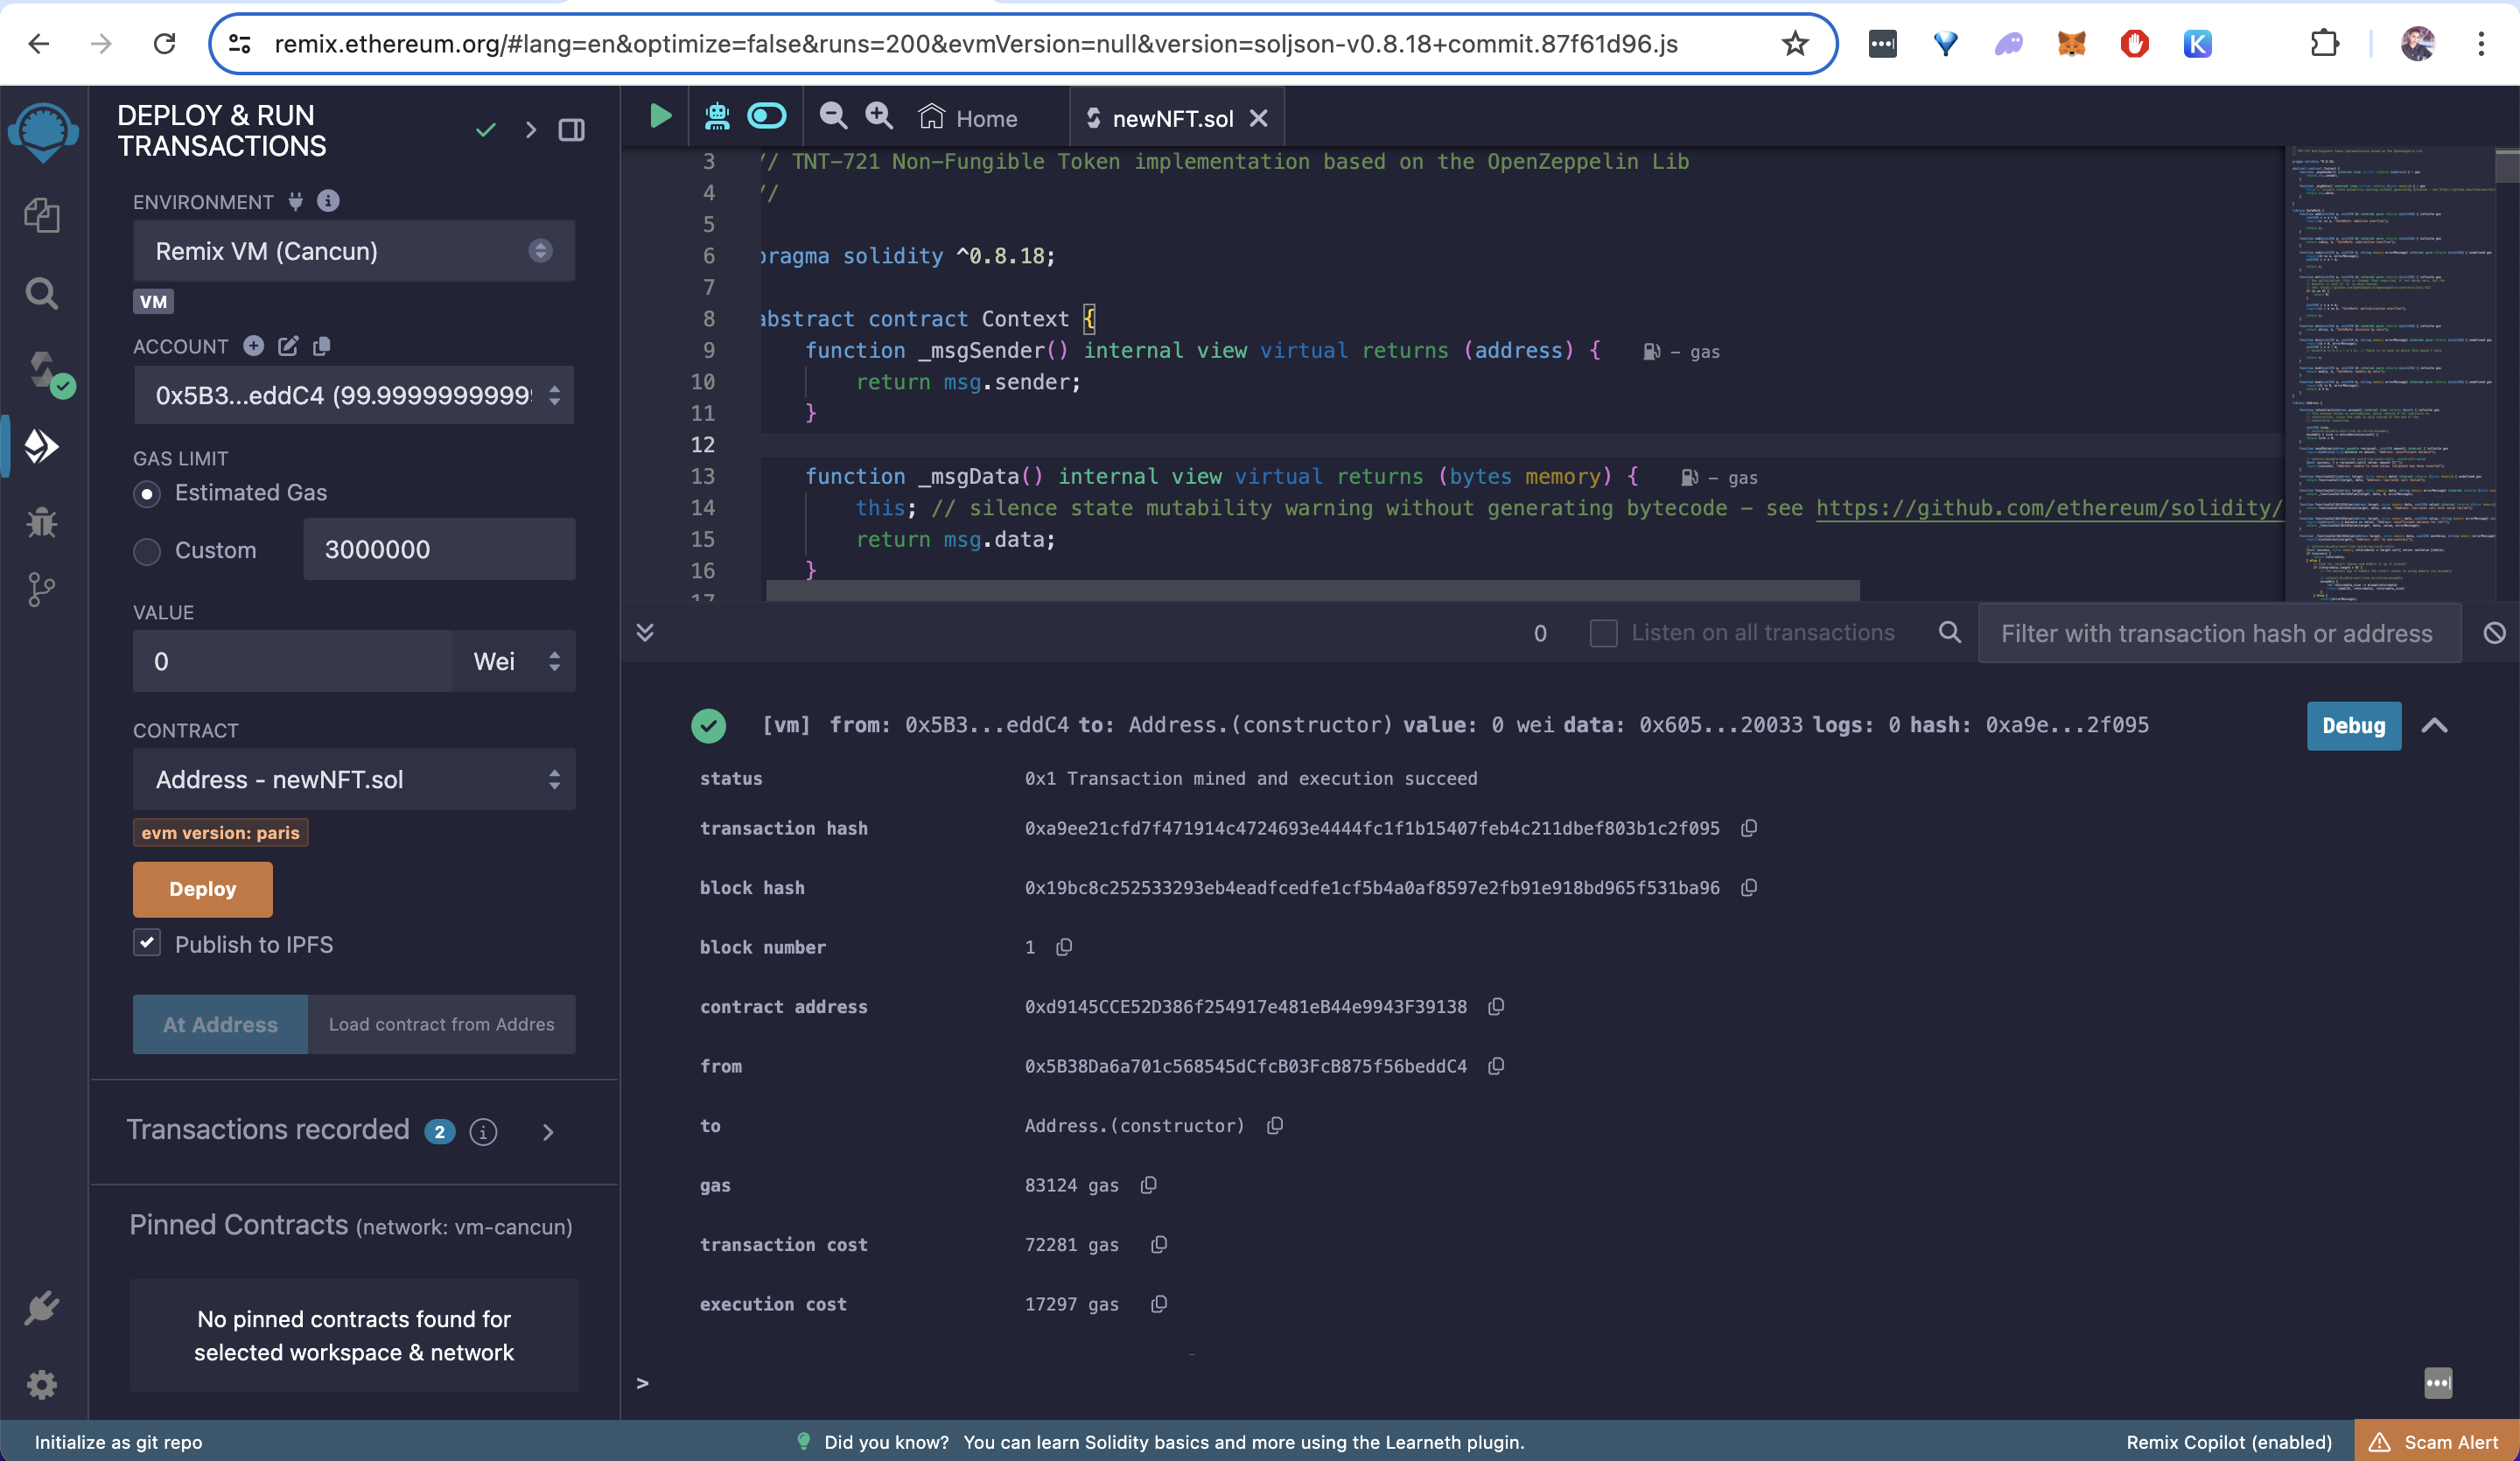 remix.ethereum.org/#lang=en&optimize=false&runs=200&evmVersion=null&version=soljson-v0.8.18+commit.87f61d96.js
DEPLOY & RUN
TRANSACTIONS
ENVIRONMENT
Remix VM (Cancun)
VM
ACCOUNT
0x5B3...eddC4 (99.9999999999
GAS LIMIT
Estimated Gas
Custom
3000000
VALUE
0
Wei
CONTRACT
Address - newNFT.sol
evm version: paris
Deploy
Publish to IPFS
At Address
Load contract from Addres
Transactions recorded 2
Pinned Contracts (network: vm-cancun)
No pinned contracts found for
selected workspace & network
Home
newNFT.sol
3 // TNT-721 Non-Fungible Token implementation based on the OpenZeppelin Lib
4 //
5
6 pragma solidity ^0.8.18;
7
8 abstract contract Context {
9 function _msgSender() internal view virtual returns (address) { - gas
10 return msg.sender;
11 }
12
13 function _msgData() internal view virtual returns (bytes memory) { - gas
14 this; // silence state mutability warning without generating bytecode - see https://github.com/ethereum/solidity/
15 return msg.data;
16 }
17
0
Listen on all transactions
Filter with transaction hash or address
[vm] from: 0x5B3...eddC4 to: Address.(constructor) value: 0 wei data: 0x605...20033 logs: 0 hash: 0xa9e...2f095
Debug
status 0x1 Transaction mined and execution succeed
transaction hash 0xa9ee21cfd7f471914c4724693e4444fc1f1b15407feb4c211dbef803b1c2f095
block hash 0x19bc8c252533293eb4eadfcedfe1cf5b4a0af8597e2fb91e918bd965f531ba96
block number 1
contract address 0xd9145CCE52D386f254917e481eB44e9943F39138
from 0x5B38Da6a701c568545dCfcB03FcB875f56beddC4
to Address.(constructor)
gas 83124 gas
transaction cost 72281 gas
execution cost 17297 gas
>
Initialize as git repo
Did you know? You can learn Solidity basics and more using the Learneth plugin.
Remix Copilot (enabled)
Scam Alert